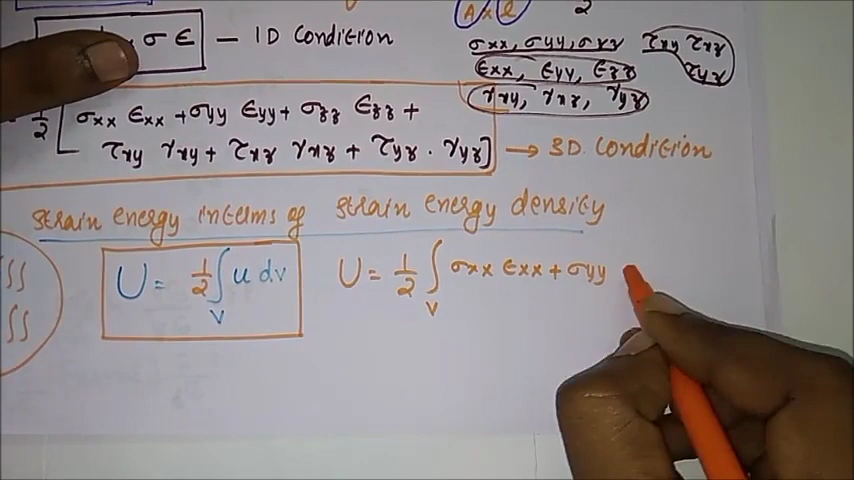 A x l 2
σ ϵ — 1D Condition
σxx, σyy, σzz τxy τxz
ϵxx, ϵyy, ϵzz τyz
γxy, γxz, γyz
1/2 [σxx ϵxx + σyy ϵyy + σzz ϵzz +
τxy γxy + τxz γxz + τyz . γyz] → 3D. Condition
strain energy interms of strain energy density
∫∫∫
∫∫
U = 1/2 ∫v u dv U = 1/2 ∫v σxx ϵxx + σyy